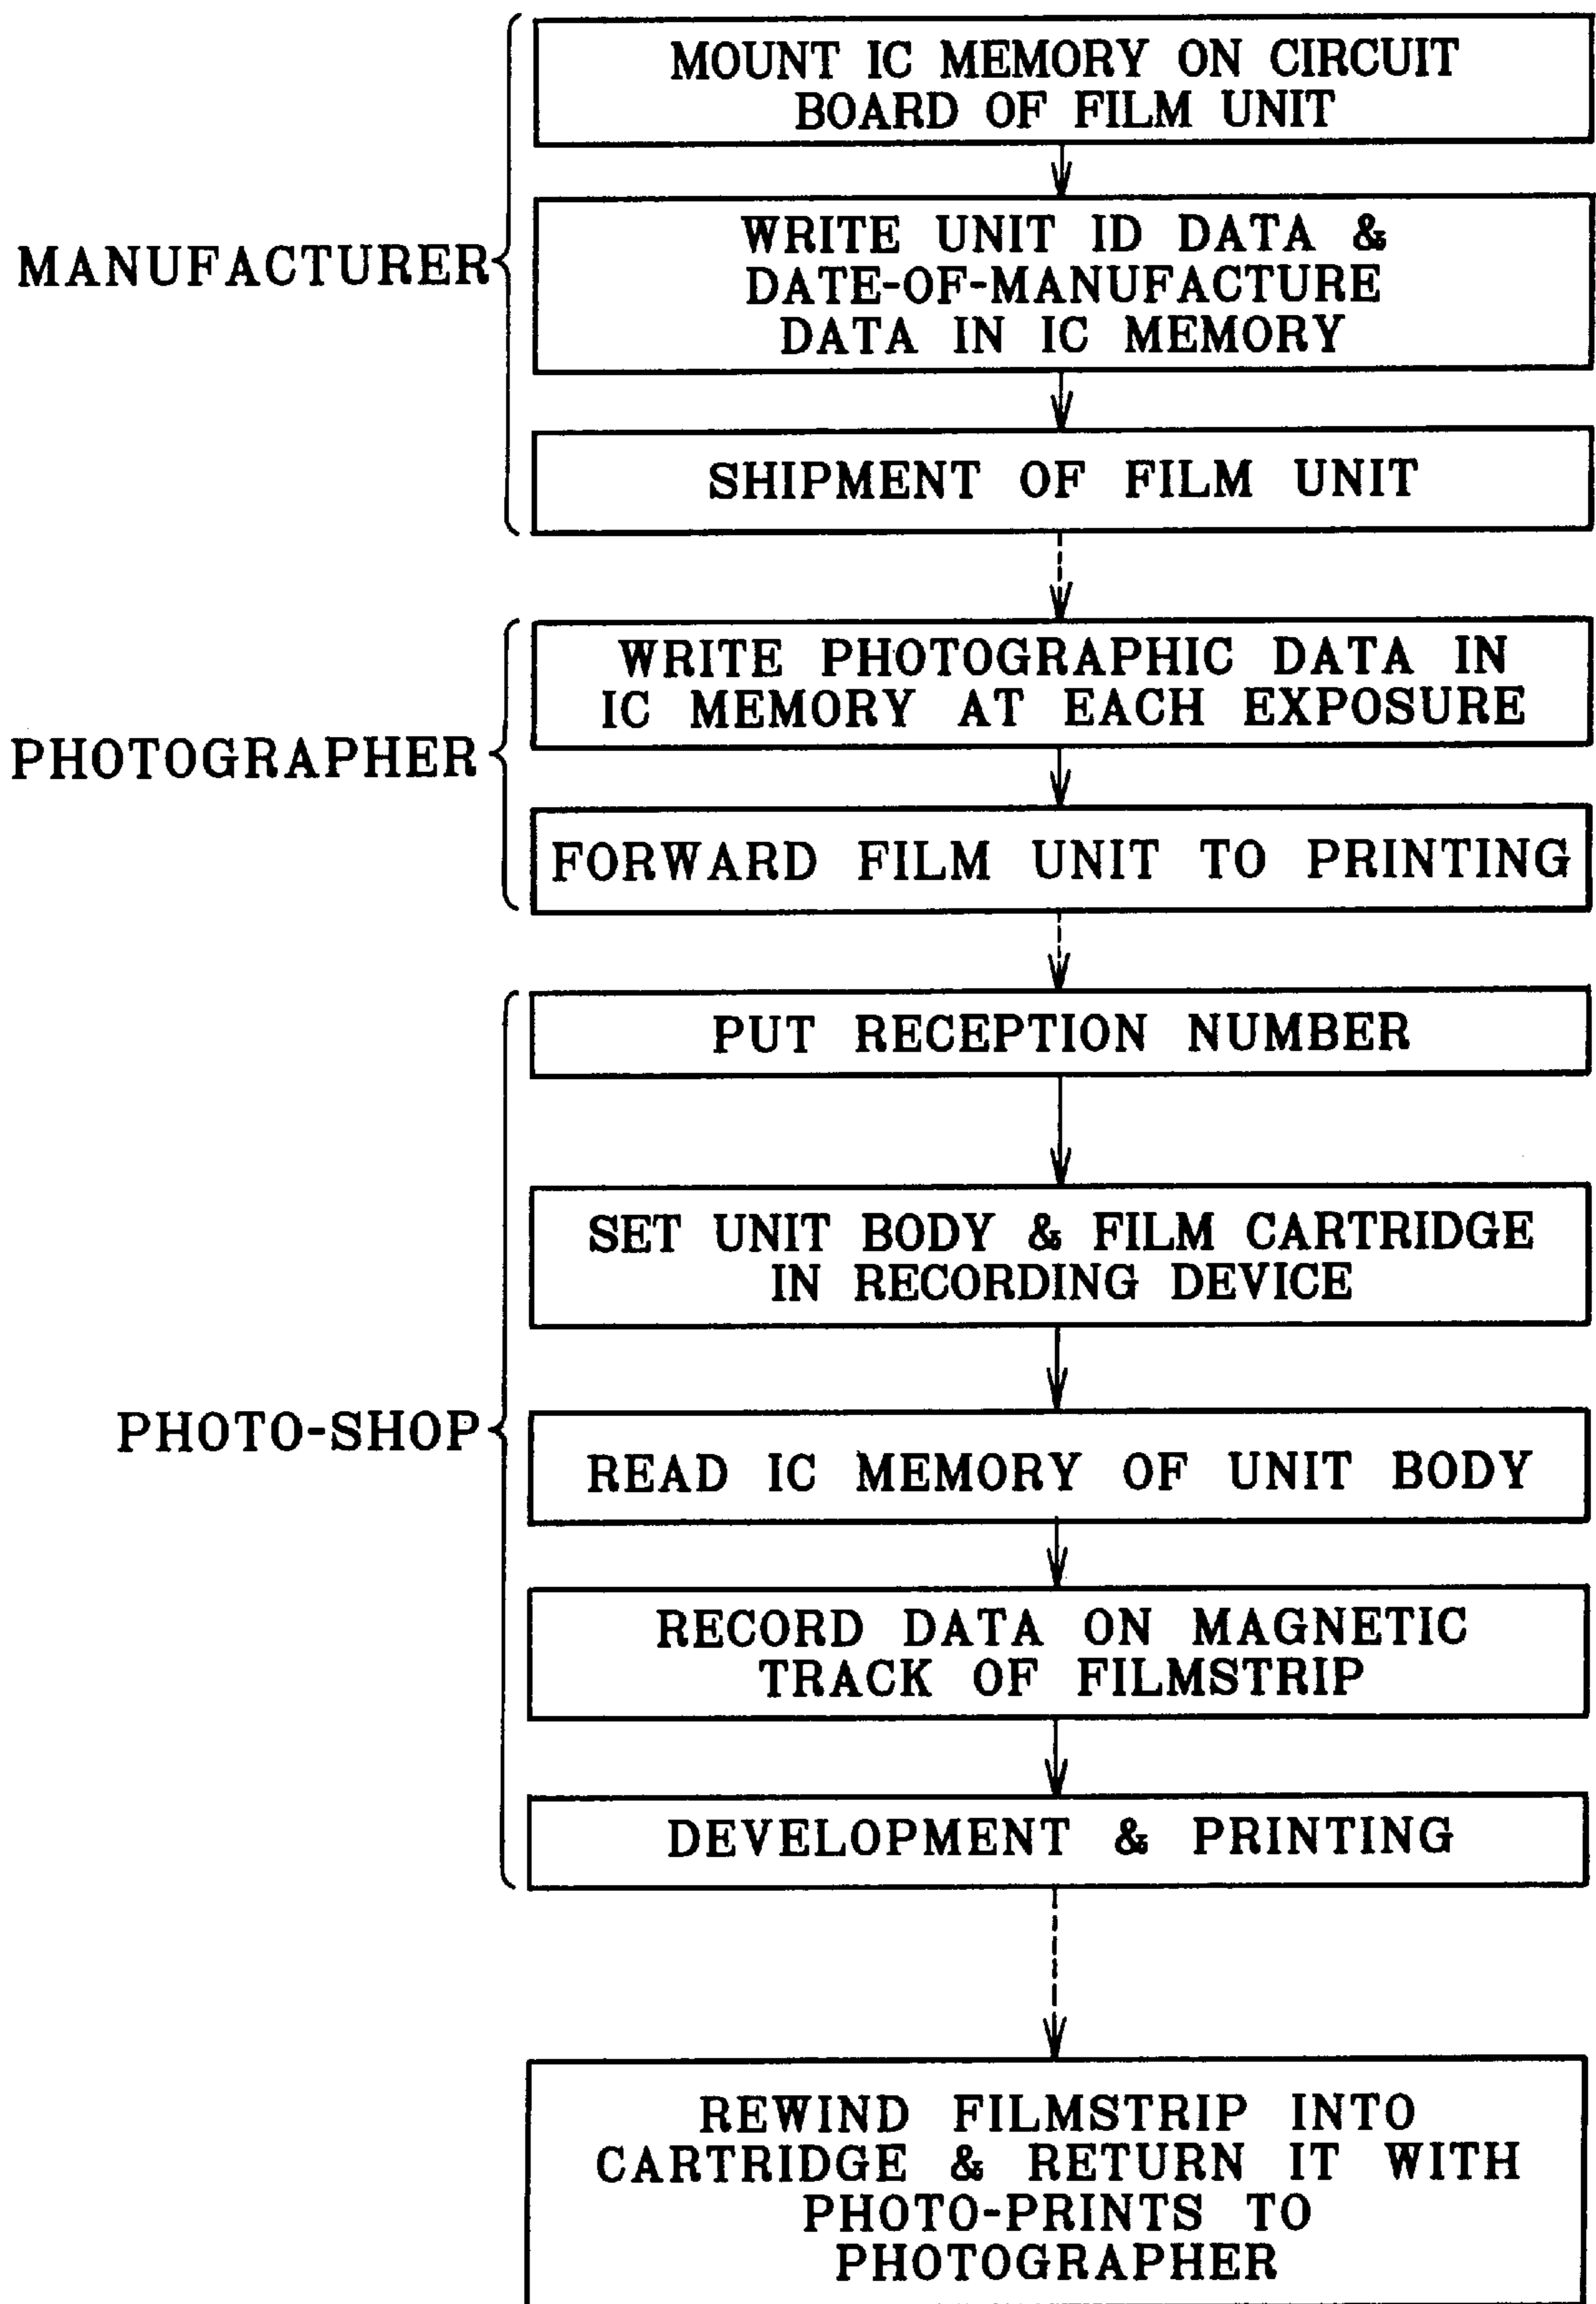 MOUNT IC MEMORY ON CIRCUIT
BOARD OF FILM UNIT
MANUFACTURER
WRITE UNIT ID DATA &
DATE-OF-MANUFACTURE
DATA IN IC MEMORY
SHIPMENT OF FILM UNIT
PHOTOGRAPHER
WRITE PHOTOGRAPHIC DATA IN
IC MEMORY AT EACH EXPOSURE
FORWARD FILM UNIT TO PRINTING
PHOTO-SHOP
PUT RECEPTION NUMBER
SET UNIT BODY & FILM CARTRIDGE
IN RECORDING DEVICE
READ IC MEMORY OF UNIT BODY
RECORD DATA ON MAGNETIC
TRACK OF FILMSTRIP
DEVELOPMENT & PRINTING
REWIND FILMSTRIP INTO
CARTRIDGE & RETURN IT WITH
PHOTO-PRINTS TO
PHOTOGRAPHER